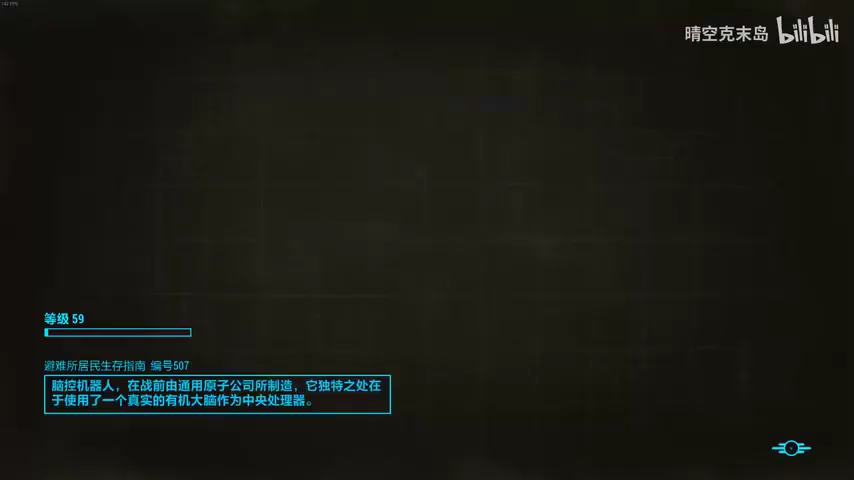 142 FPS
晴空克末岛 bilibili
等级 59
避难所居民生存指南 编号507
脑控机器人，在战前由通用原子公司所制造，它独特之处在
于使用了一个真实的有机大脑作为中央处理器。